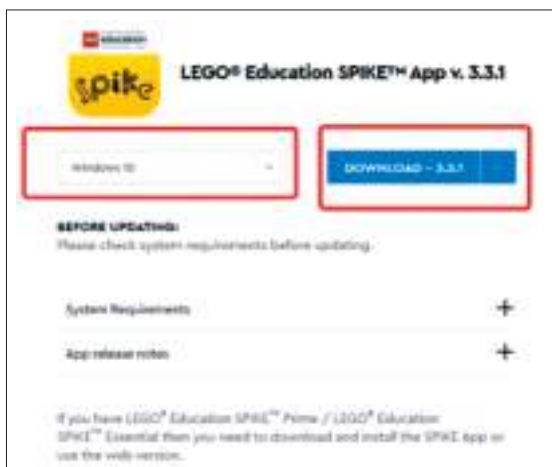 education
spike
LEGO® Education SPIKE™ App v. 3.3.1
Windows 10
DOWNLOAD - 3.3.1
BEFORE UPDATING:
Please check system requirements before updating.
System Requirements
App release notes
If you have LEGO® Education SPIKE™ Prime / LEGO® Education
SPIKE™ Essential then you need to download and install the SPIKE App or
use the web version.